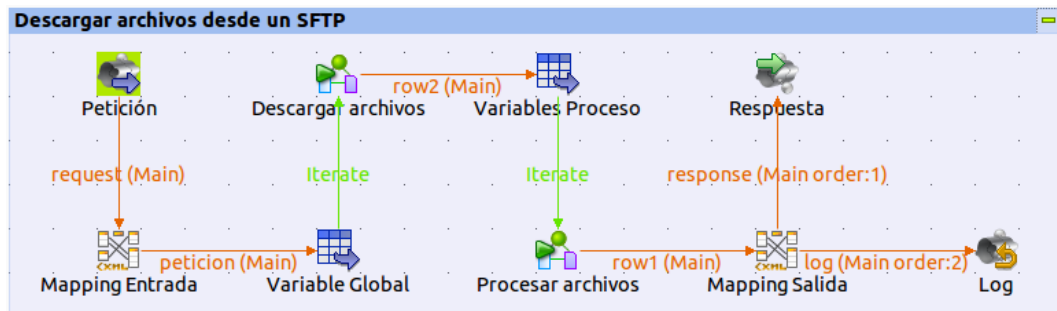 Descargar archivos desde un SFTP
row2 (Main)
Petición
Descargar archivos
Variables Proceso
Respuesta
request (Main)
Iterate
Iterate
response (Main order:1)
peticion (Main)
row1 (Main)
log (Main order:2)
Mapping Entrada
Variable Global
Procesar archivos
Mapping Salida
Log